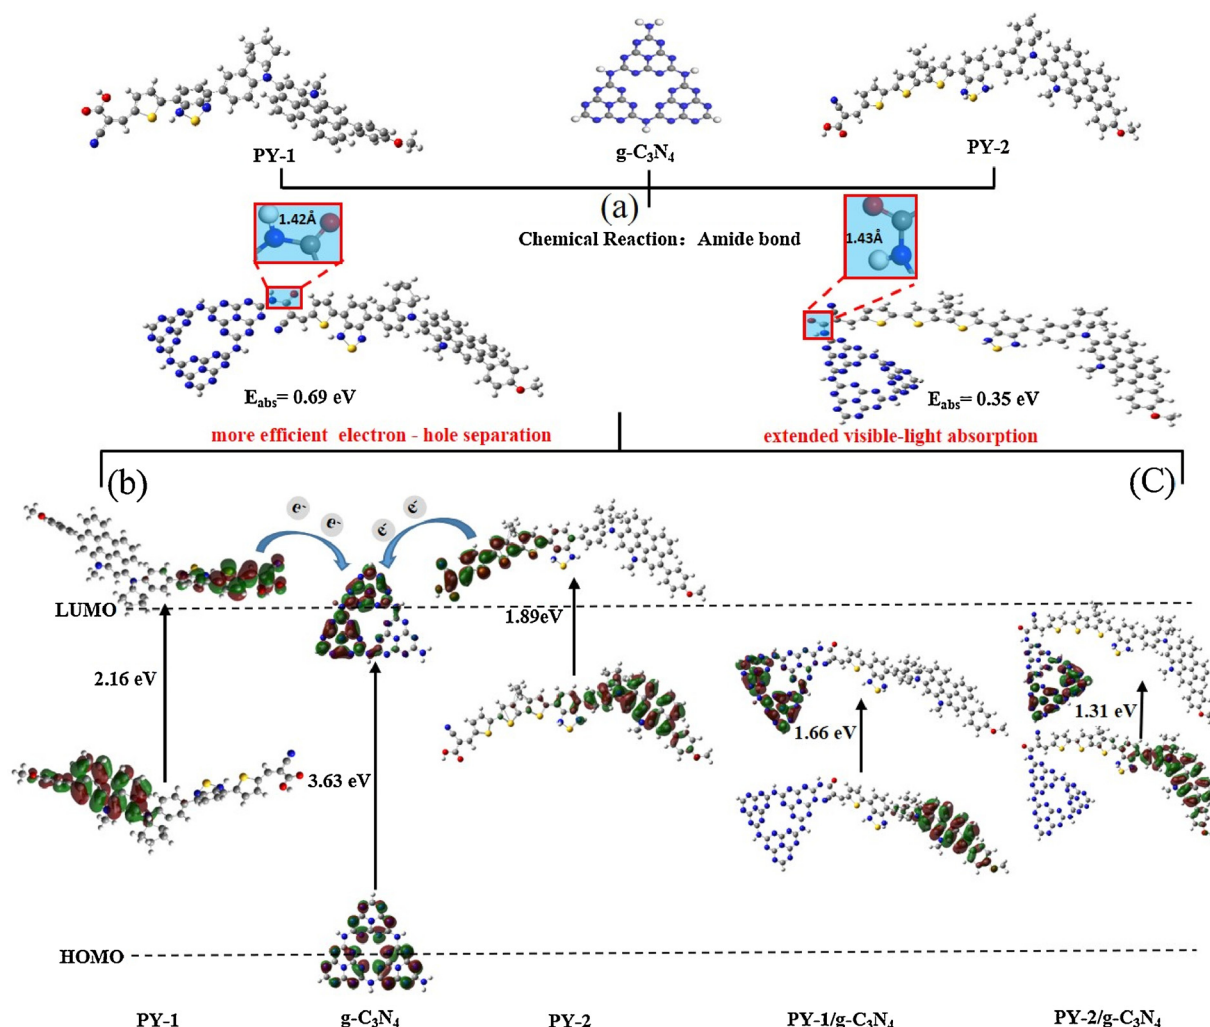 PY-1
g-C₃N₄
PY-2
(a)
1.42Å
Chemical Reaction: Amide bond
1.43Å
Eabs= 0.69 eV
Eabs= 0.35 eV
more efficient electron - hole separation
extended visible-light absorption
(b)
(C)
e- e- e- e-
LUMO
1.89eV
2.16 eV
1.66 eV
1.31 eV
3.63 eV
HOMO
PY-1 g-C₃N₄ PY-2 PY-1/g-C₃N₄ PY-2/g-C₃N₄